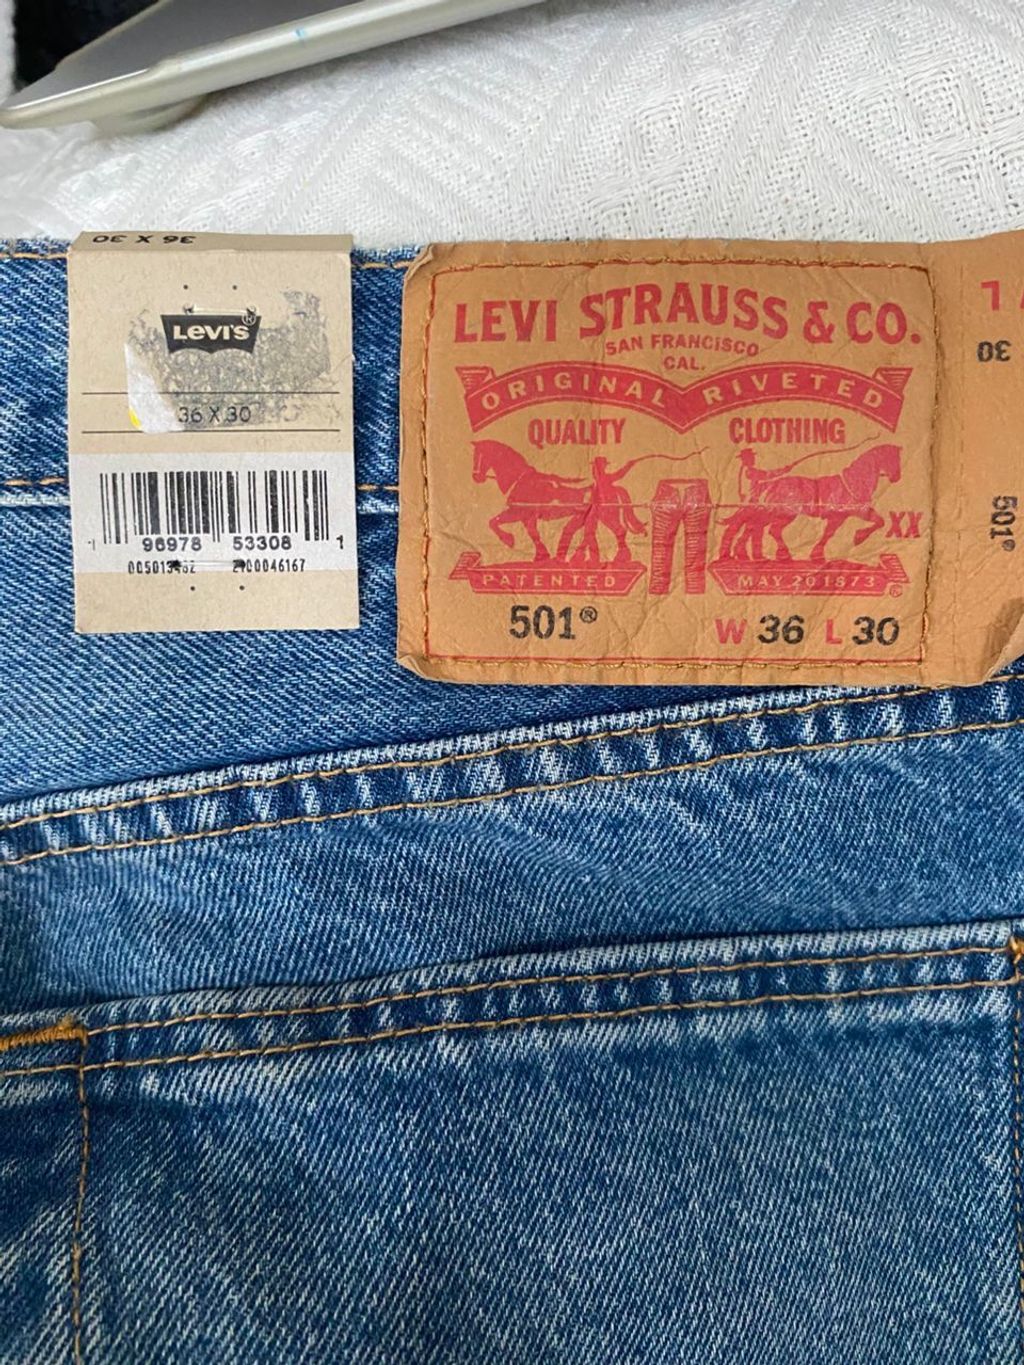 36 X 30
Levi's®
36 X 30
96978 53308 1
2100046167
LEVI STRAUSS & CO.
SAN FRANCISCO
CAL.
ORIGINAL RIVETED
QUALITY CLOTHING
XX
PATENTED MAY 20 1873
®
501® W 36 L 30
L
30
501®